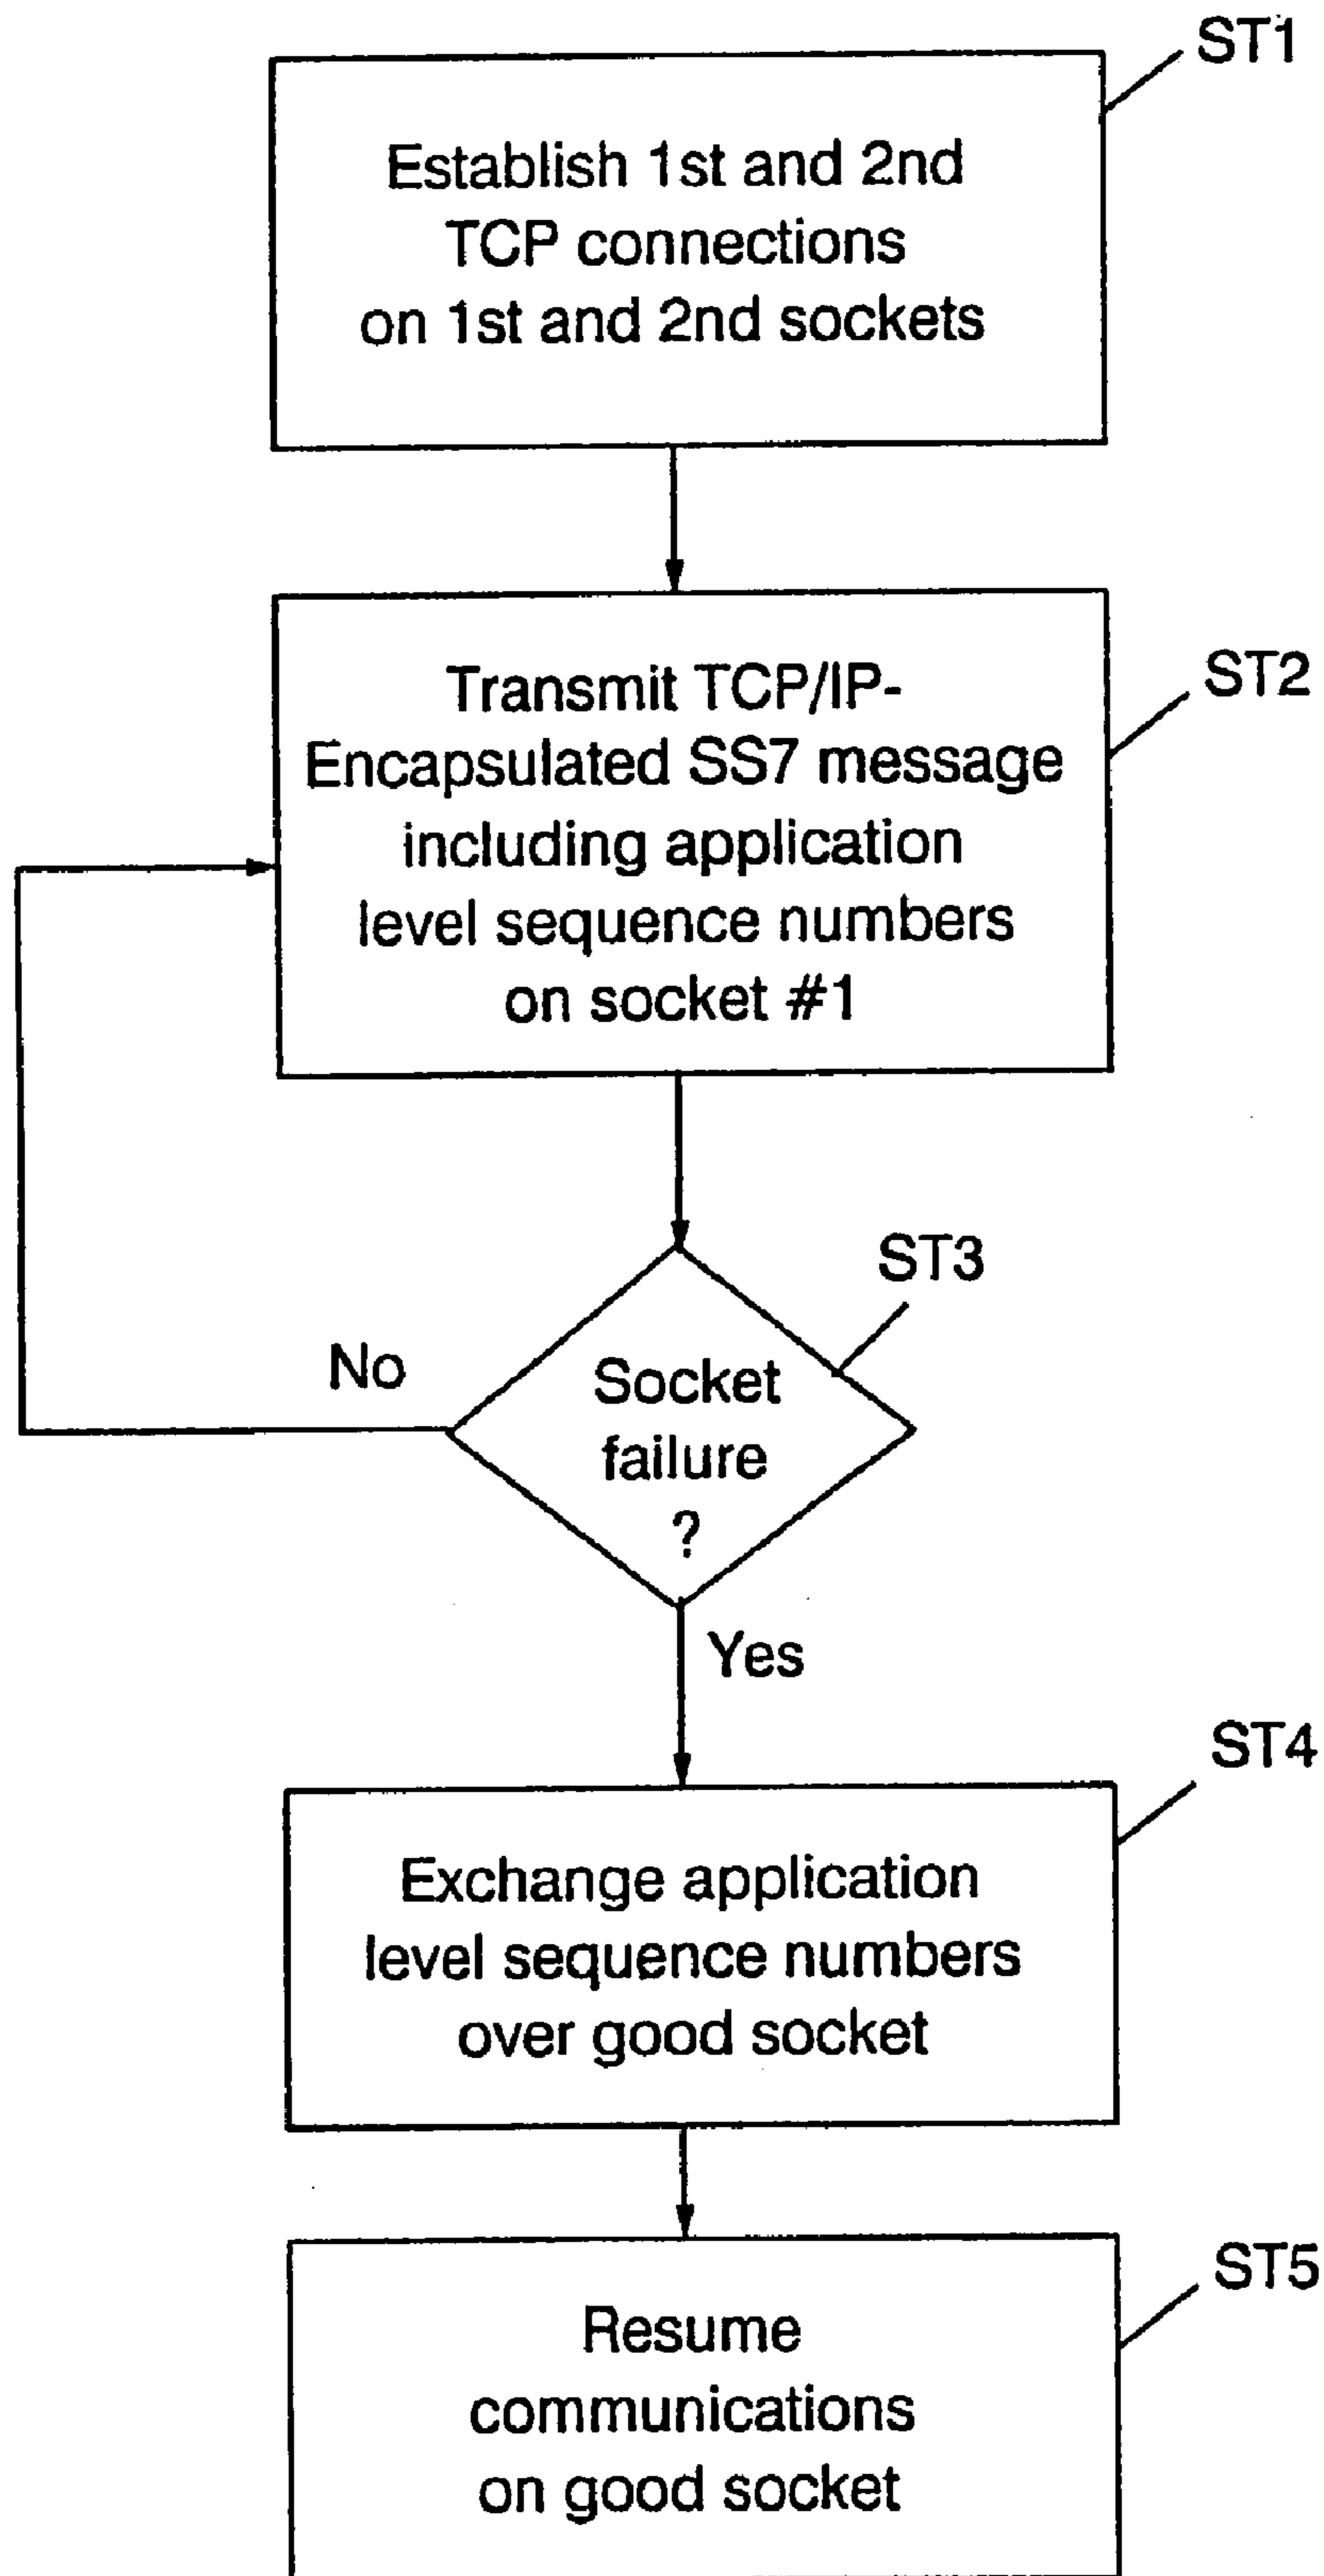 ST1
Establish 1st and 2nd
TCP connections
on 1st and 2nd sockets
ST2
Transmit TCP/IP-
Encapsulated SS7 message
including application
level sequence numbers
on socket #1
ST3
No
Socket
failure
?
Yes
ST4
Exchange application
level sequence numbers
over good socket
ST5
Resume
communications
on good socket